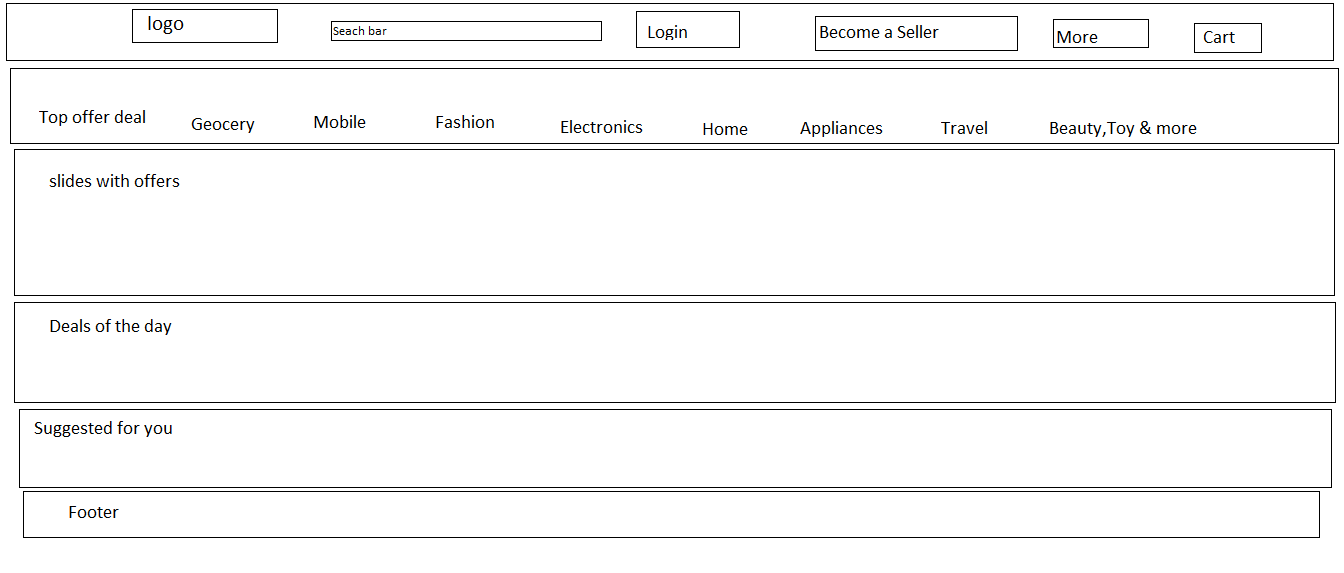 logo
Seach bar
Login
Become a Seller
More
Cart
Top offer deal
Geocery
Mobile
Fashion
Electronics
Home
Appliances
Travel
Beauty,Toy & more
slides with offers
Deals of the day
Suggested for you
Footer